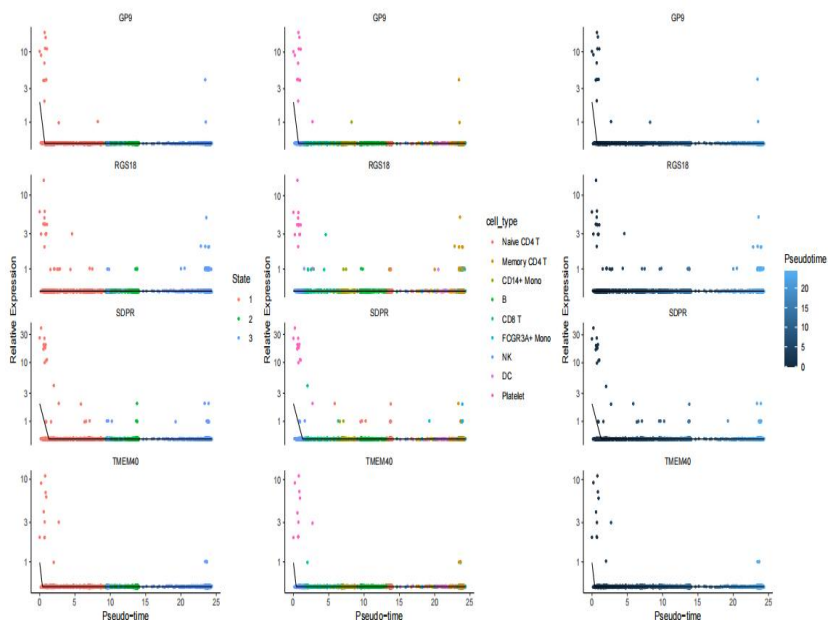 GP9
10
3
1
RGS18
10
3
1
SDPR
30
10
3
1
TMEM40
10
3
1
0 5 10 15 20 25
Pseudo-time
Relative Expression
State
1
2
3
GP9
10
3
1
RGS18
10
3
1
SDPR
30
10
3
1
TMEM40
10
3
1
0 5 10 15 20 25
Pseudo-time
Relative Expression
cell_type
Naive CD4 T
Memory CD4 T
CD14+ Mono
B
CD8 T
FCGR3A+ Mono
NK
DC
Platelet
GP9
10
3
1
RGS18
10
3
1
SDPR
30
10
3
1
TMEM40
10
3
1
0 5 10 15 20 25
Pseudo-time
Relative Expression
Pseudotime
20
15
10
5
0